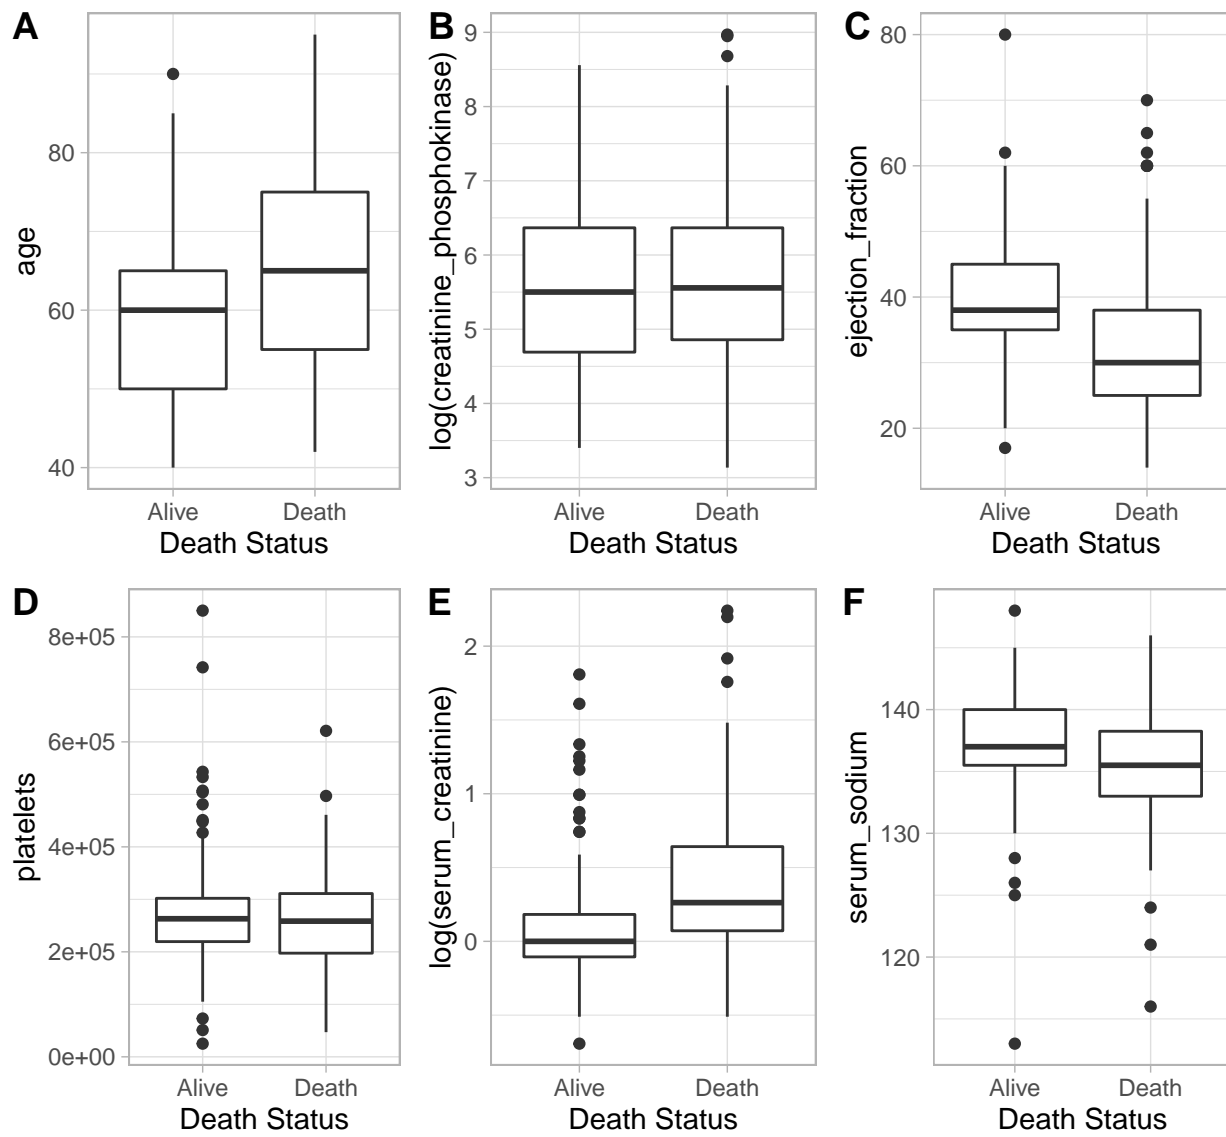 A
age
80
60
40
Alive Death
Death Status
B
log(creatinine_phosphokinase)
9
8
7
6
5
4
3
Alive Death
Death Status
C
ejection_fraction
80
60
40
20
Alive Death
Death Status
D
platelets
8e+05
6e+05
4e+05
2e+05
0e+00
Alive Death
Death Status
E
log(serum_creatinine)
2
1
0
Alive Death
Death Status
F
serum_sodium
140
130
120
Alive Death
Death Status